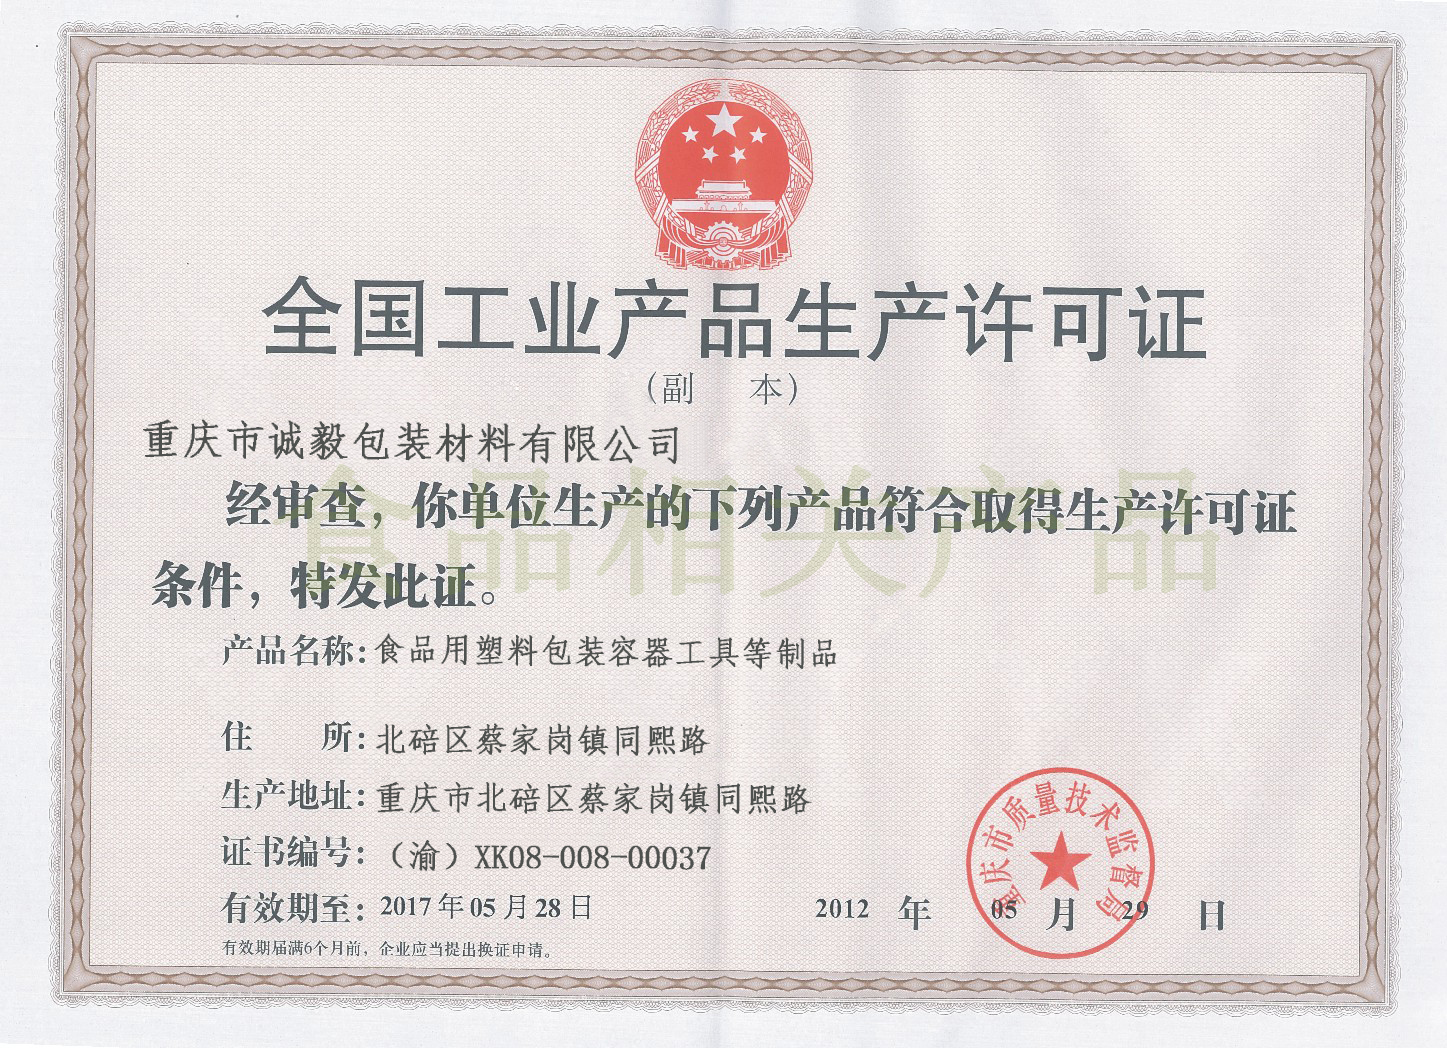 全国工业产品生产许可证
(副 本)
重庆市诚毅包装材料有限公司
食品相关产品
经审查，你单位生产的下列产品符合取得生产许可证
条件，特发此证。
产品名称：食品用塑料包装容器工具等制品
住 所：北碚区蔡家岗镇同熙路
生产地址：重庆市北碚区蔡家岗镇同熙路
证书编号：（渝）XK08-008-00037
有效期至：2017年05月28日
2012 年 05 月 29 日
有效期届满6个月前，企业应当提出换证申请。
重庆市质量技术监督局